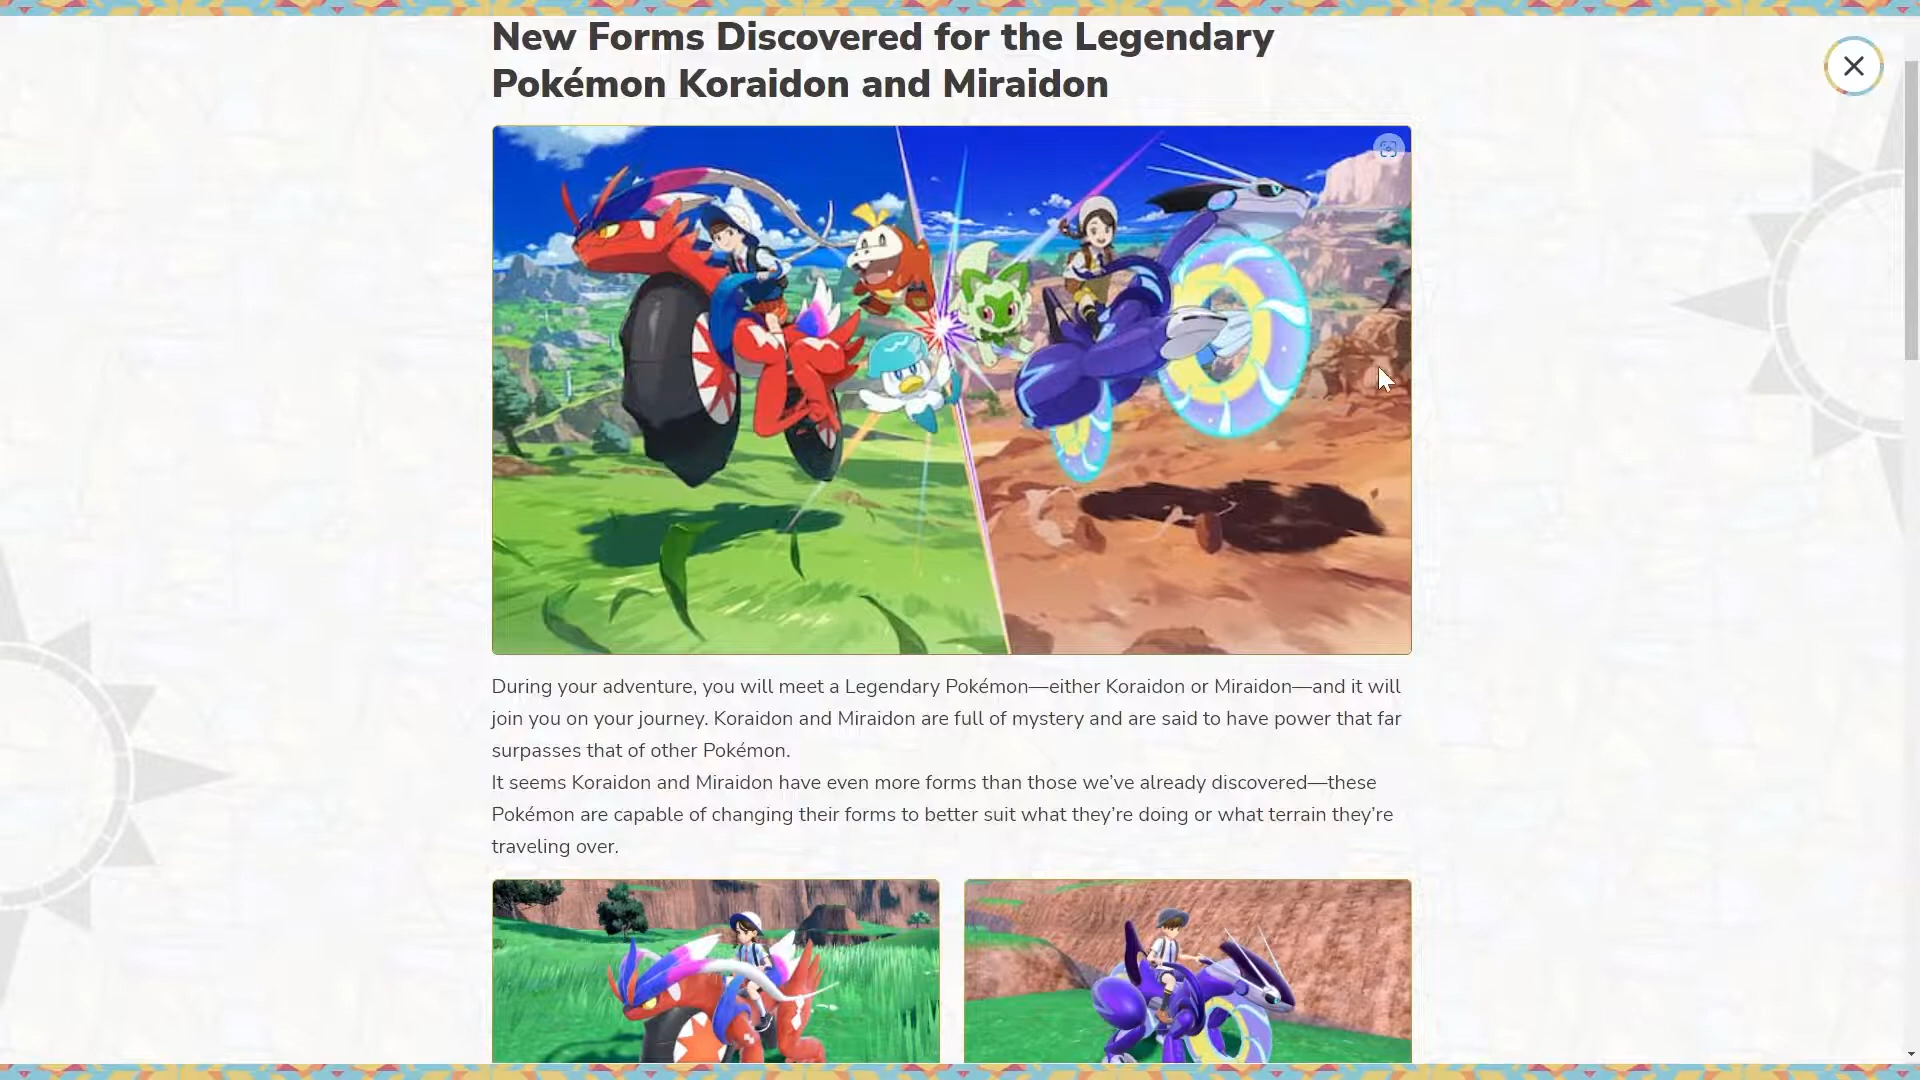 New Forms Discovered for the Legendary
Pokémon Koraidon and Miraidon
During your adventure, you will meet a Legendary Pokémon—either Koraidon or Miraidon—and it will
join you on your journey. Koraidon and Miraidon are full of mystery and are said to have power that far
surpasses that of other Pokémon.
It seems Koraidon and Miraidon have even more forms than those we’ve already discovered—these
Pokémon are capable of changing their forms to better suit what they’re doing or what terrain they’re
traveling over.